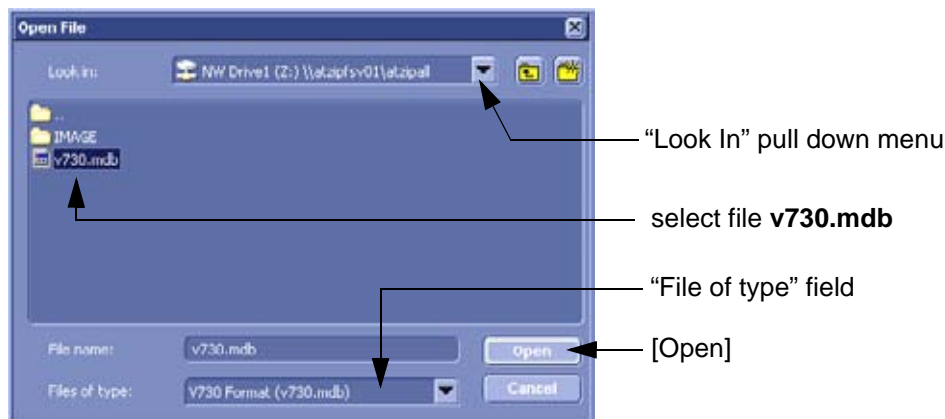 Open File
Look in:
NW Drive1 (Z:) \\atzipfsv01\atzipall
..
IMAGE
v730.mdb
File name:
v730.mdb
Open
Files of type:
V730 Format (v730.mdb)
Cancel
“Look In” pull down menu
select file v730.mdb
“File of type” field
[Open]